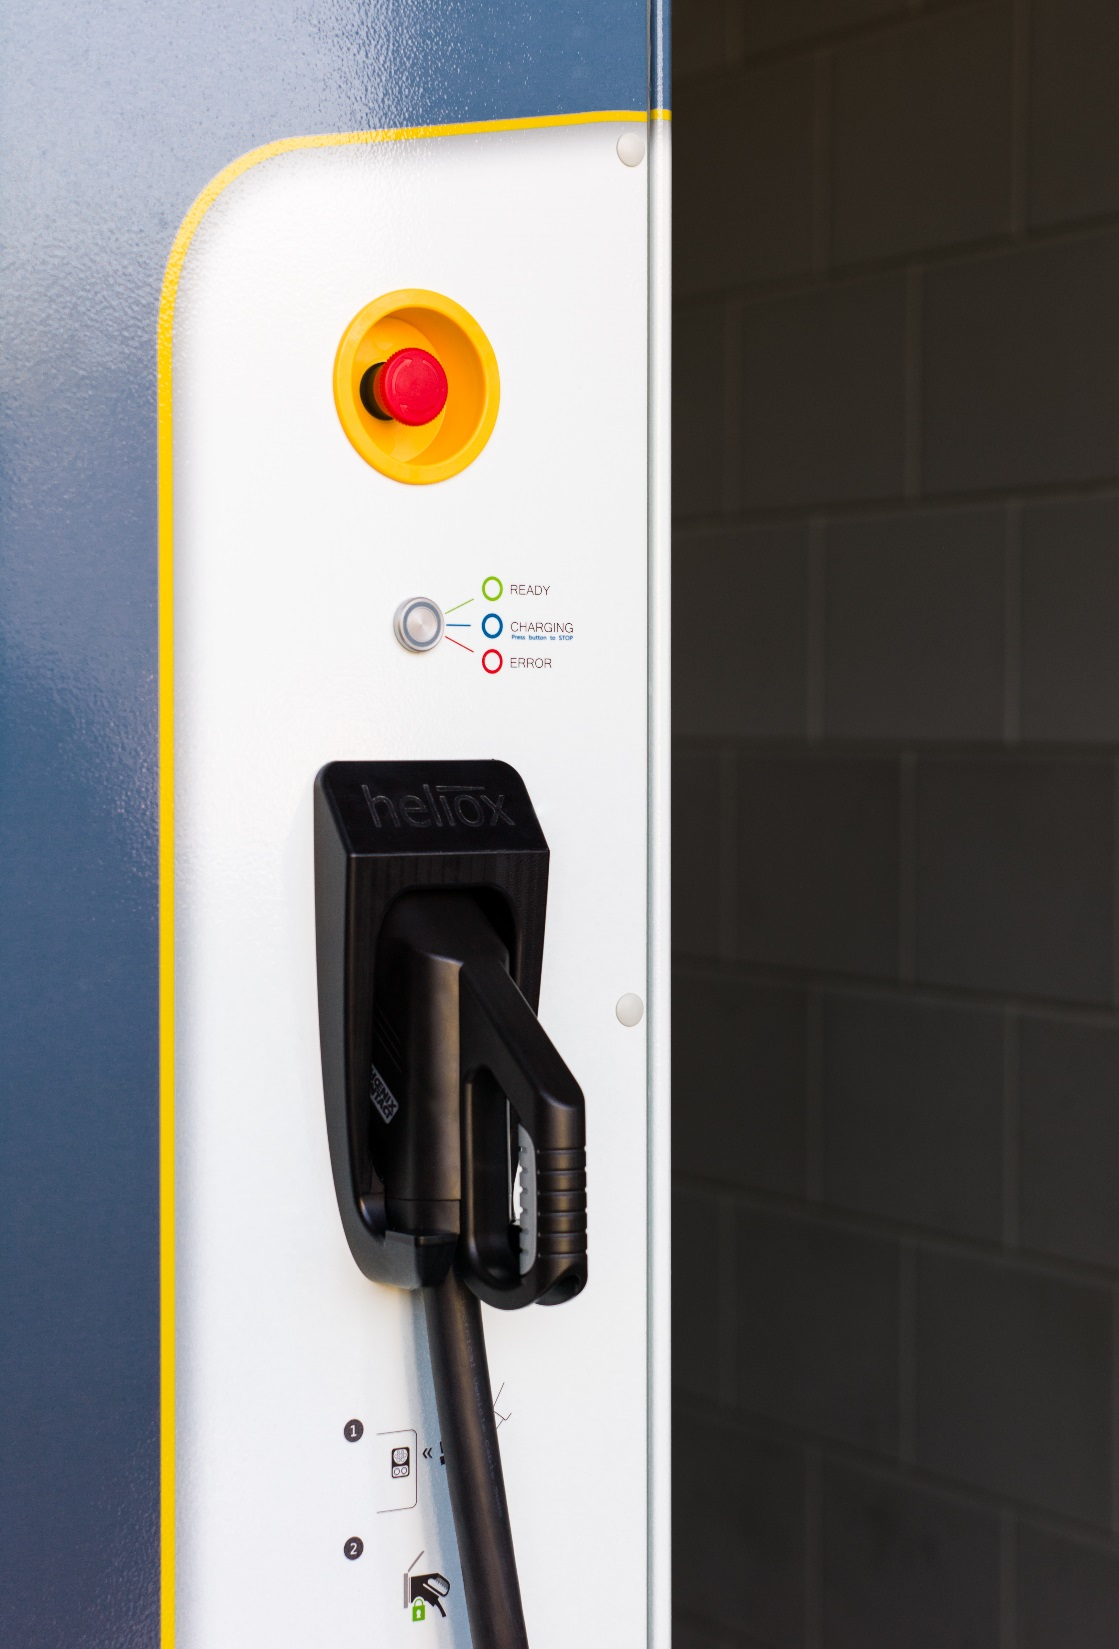 READY
CHARGING
Press button to STOP
ERROR
heliox
1
2